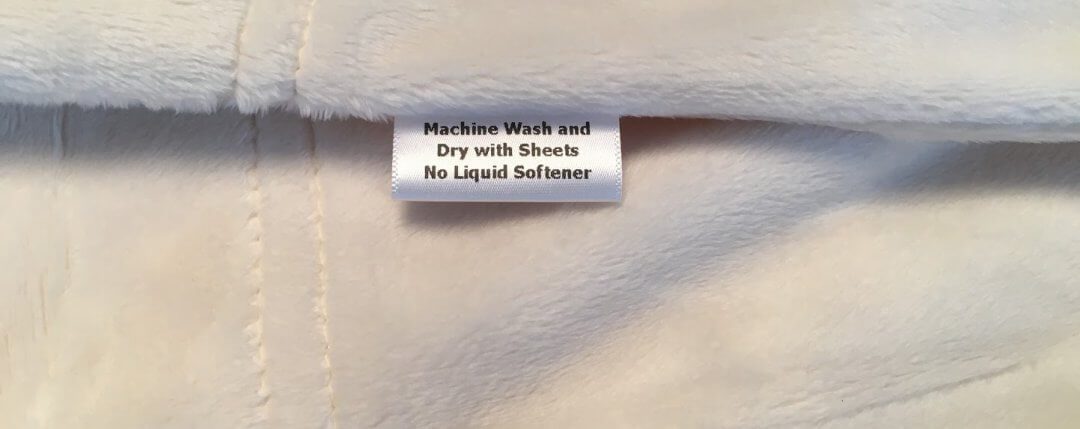 Machine Wash and
Dry with Sheets
No Liquid Softener